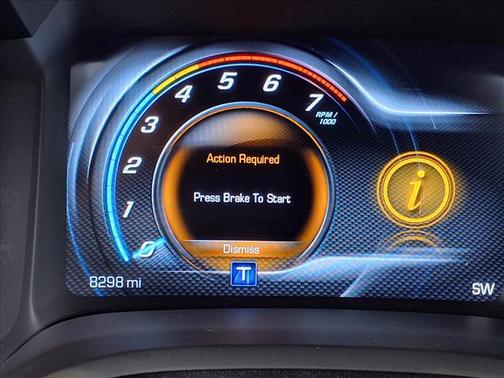 5 6
4 7
3 RPM /
1000
2
1
0
Action Required
Press Brake To Start
Dismiss
i
T
8298 mi
SW